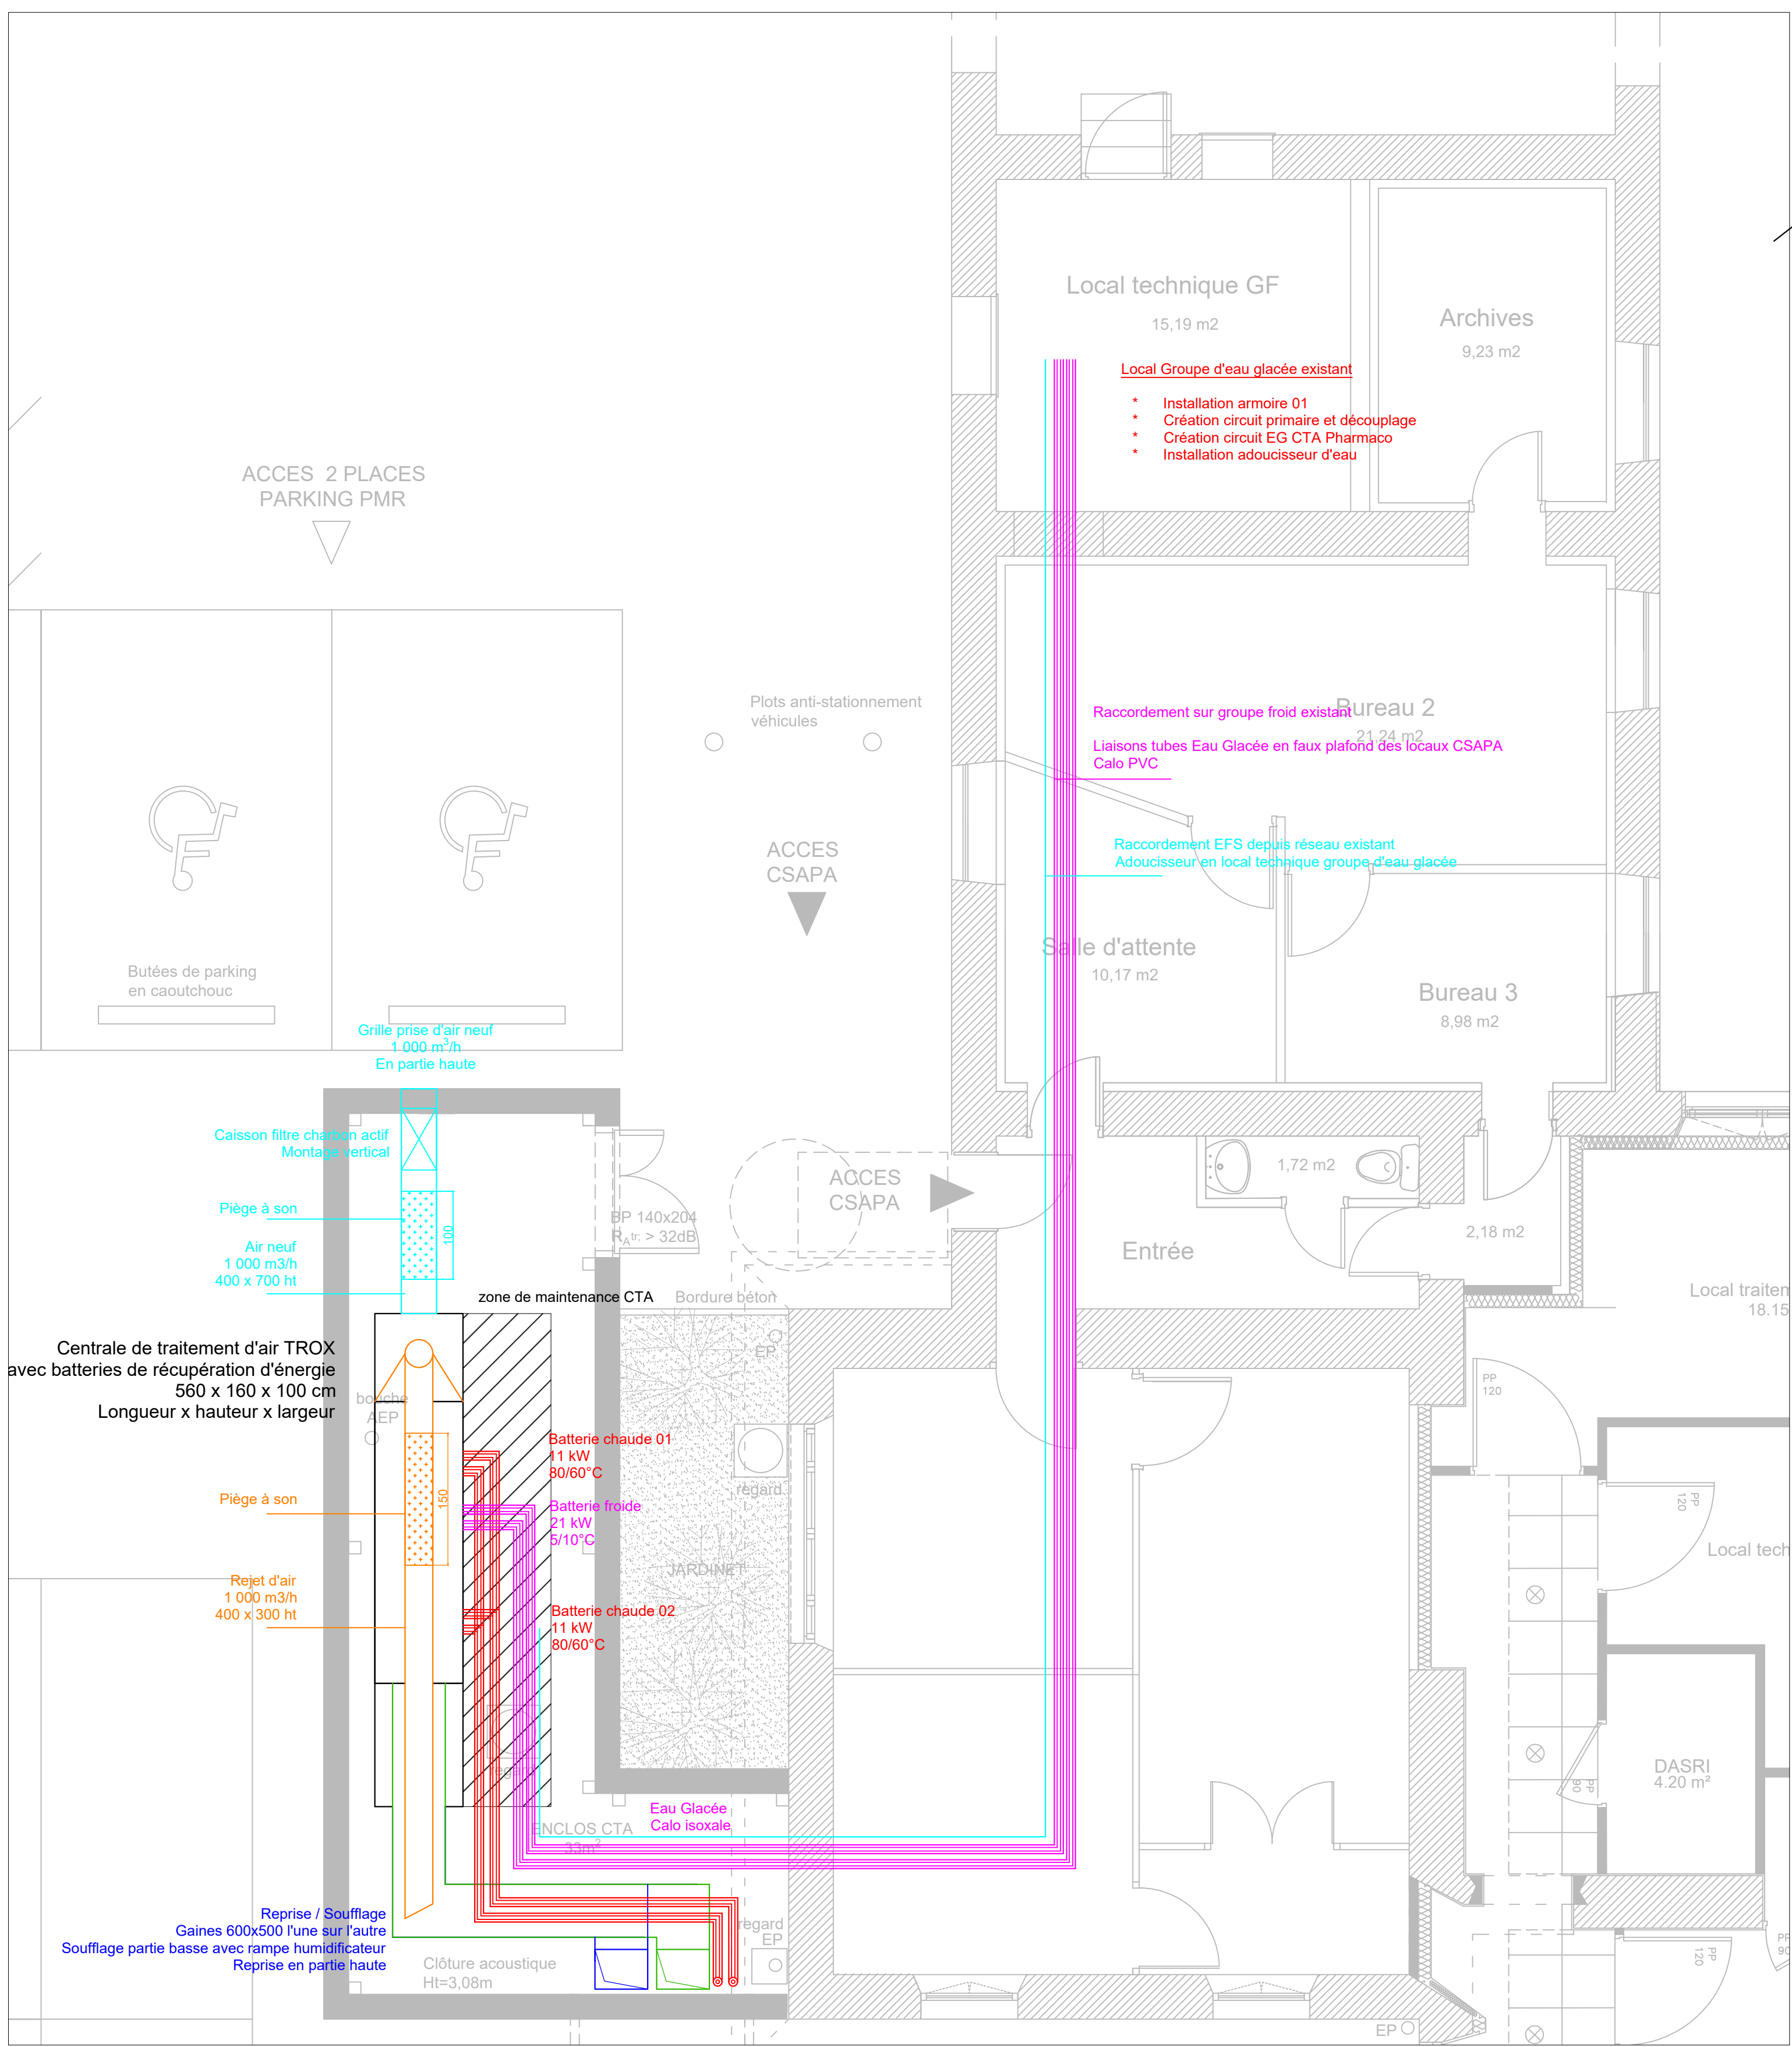 Local technique GF
15,19 m2
Archives
9,23 m2
Local Groupe d'eau glacée existant
* Installation armoire 01
* Création circuit primaire et découplage
* Création circuit EG CTA Pharmaco
* Installation adoucisseur d'eau
ACCES 2 PLACES
PARKING PMR
Plots anti-stationnement
véhicules
Raccordement sur groupe froid existant
Bureau 2
21,24 m2
Liaisons tubes Eau Glacée en faux plafond des locaux CSAPA
Calo PVC
ACCES
CSAPA
Raccordement EFS depuis réseau existant
Adoucisseur en local technique groupe d'eau glacée
Salle d'attente
10,17 m2
Bureau 3
8,98 m2
Butées de parking
en caoutchouc
Grille prise d'air neuf
1 000 m3/h
En partie haute
Caisson filtre charbon actif
Montage vertical
Piège à son
100
Air neuf
1 000 m3/h
400 x 700 ht
ACCES
CSAPA
BP 140x204
RA tr; > 32dB
1,72 m2
2,18 m2
Entrée
zone de maintenance CTA
Bordure béton
EP
Local traitem
18.15
Centrale de traitement d'air TROX
avec batteries de récupération d'énergie
560 x 160 x 100 cm
Longueur x hauteur x largeur
bouche
AEP
PP
120
Batterie chaude 01
11 kW
80/60°C
Piège à son
150
Batterie froide
21 kW
5/10°C
regard
PP
120
Local tech
JARDINET
Rejet d'air
1 000 m3/h
400 x 300 ht
Batterie chaude 02
11 kW
80/60°C
regard
DASRI
4.20 m²
PP
90
Eau Glacée
Calo isoxale
ENCLOS CTA
33m2
Reprise / Soufflage
Gaines 600x500 l'une sur l'autre
Soufflage partie basse avec rampe humidificateur
Reprise en partie haute
regard
EP
Clôture acoustique
Ht=3,08m
PP
120
PP
90
EP